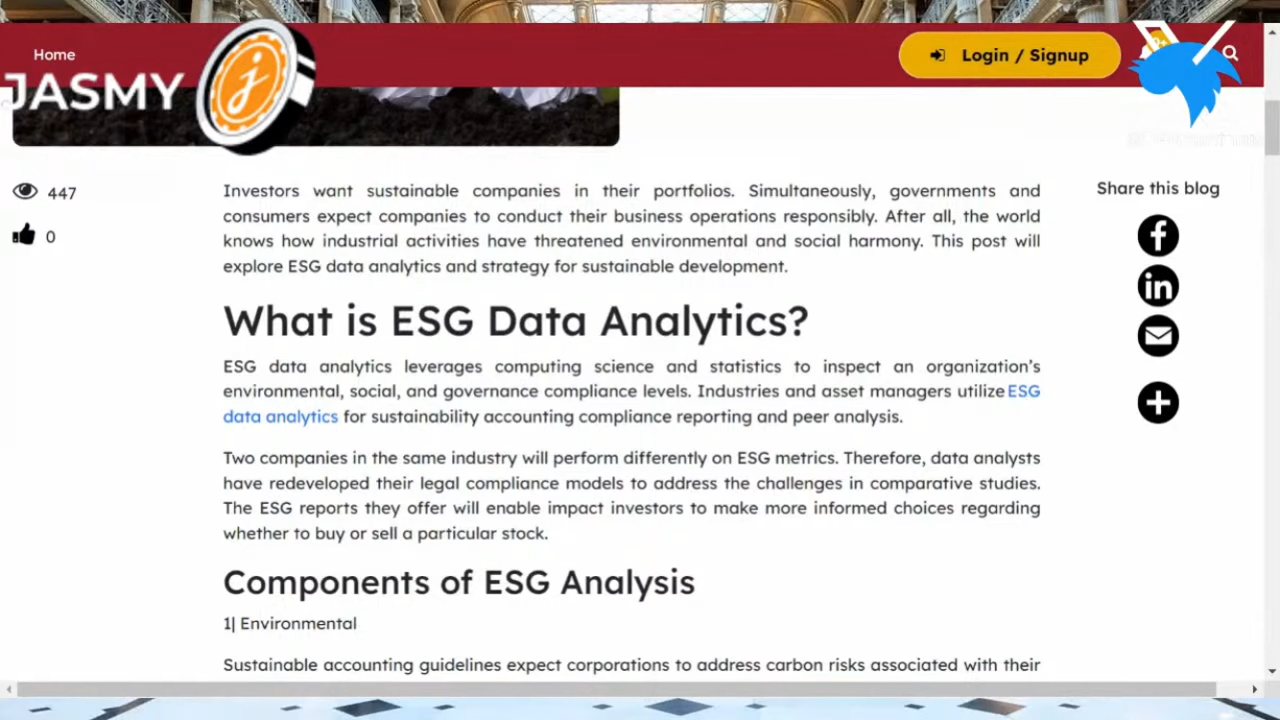 Home
JASMY
Login / Signup
447
0
Share this blog
Investors want sustainable companies in their portfolios. Simultaneously, governments and
consumers expect companies to conduct their business operations responsibly. After all, the world
knows how industrial activities have threatened environmental and social harmony. This post will
explore ESG data analytics and strategy for sustainable development.
What is ESG Data Analytics?
ESG data analytics leverages computing science and statistics to inspect an organization’s
environmental, social, and governance compliance levels. Industries and asset managers utilize ESG
data analytics for sustainability accounting compliance reporting and peer analysis.
Two companies in the same industry will perform differently on ESG metrics. Therefore, data analysts
have redeveloped their legal compliance models to address the challenges in comparative studies.
The ESG reports they offer will enable impact investors to make more informed choices regarding
whether to buy or sell a particular stock.
Components of ESG Analysis
1| Environmental
Sustainable accounting guidelines expect corporations to address carbon risks associated with their